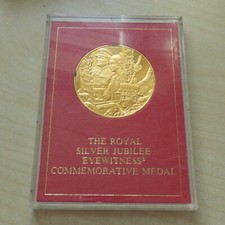 THE ROYAL
SILVER JUBILEE
EYEWITNESS®
COMMEMORATIVE MEDAL